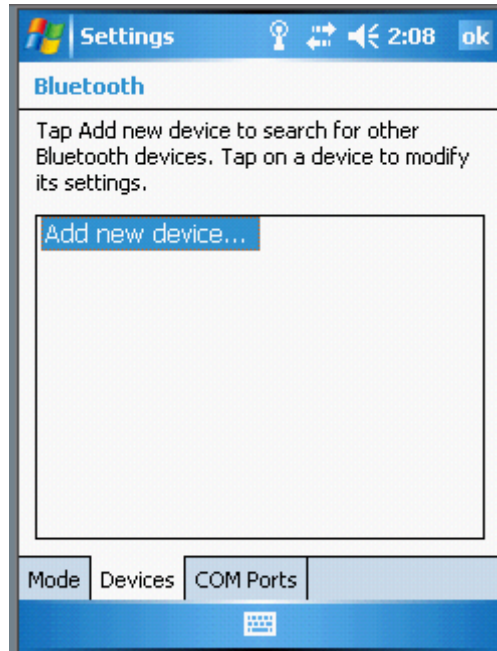 Settings 2:08 ok
Bluetooth
Tap Add new device to search for other
Bluetooth devices. Tap on a device to modify
its settings.
Add new device...
Mode Devices COM Ports